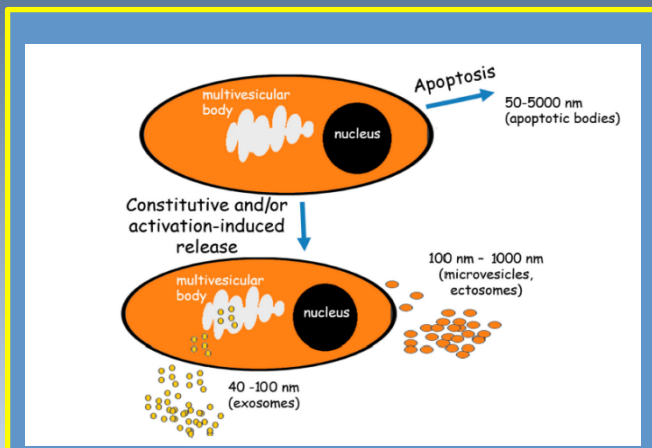 Apoptosis
50-5000 nm
(apoptotic bodies)
multivesicular
body
nucleus
Constitutive and/or
activation-induced
release
100 nm - 1000 nm
(microvesicles,
ectosomes)
multivesicular
body
nucleus
40 -100 nm
(exosomes)